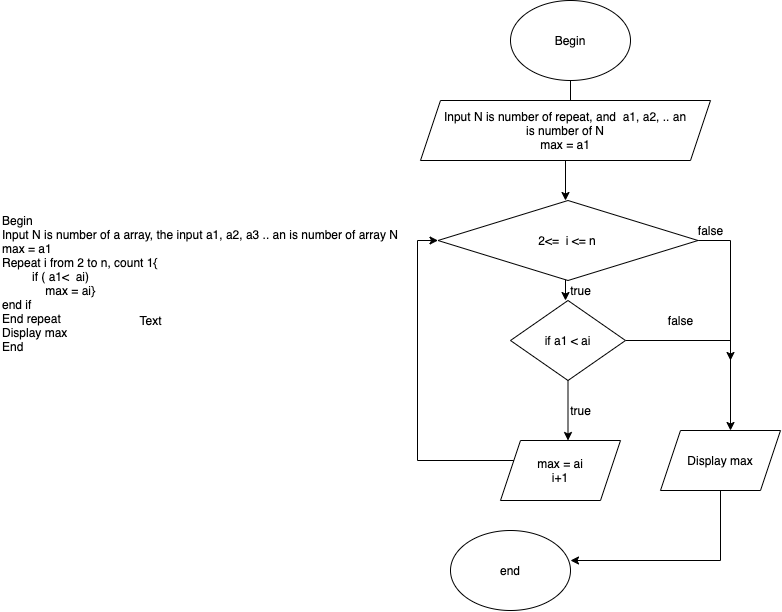 Begin
Input N is number of repeat, and a1, a2, .. an
is number of N
max = a1
2<= i <= n
false
true
if a1 < ai
false
true
max = ai
i+1
Display max
end
Begin
Input N is number of a array, the input a1, a2, a3 .. an is number of array N
max = a1
Repeat i from 2 to n, count 1{
if ( a1< ai)
max = ai}
end if
End repeat
Display max
End
Text